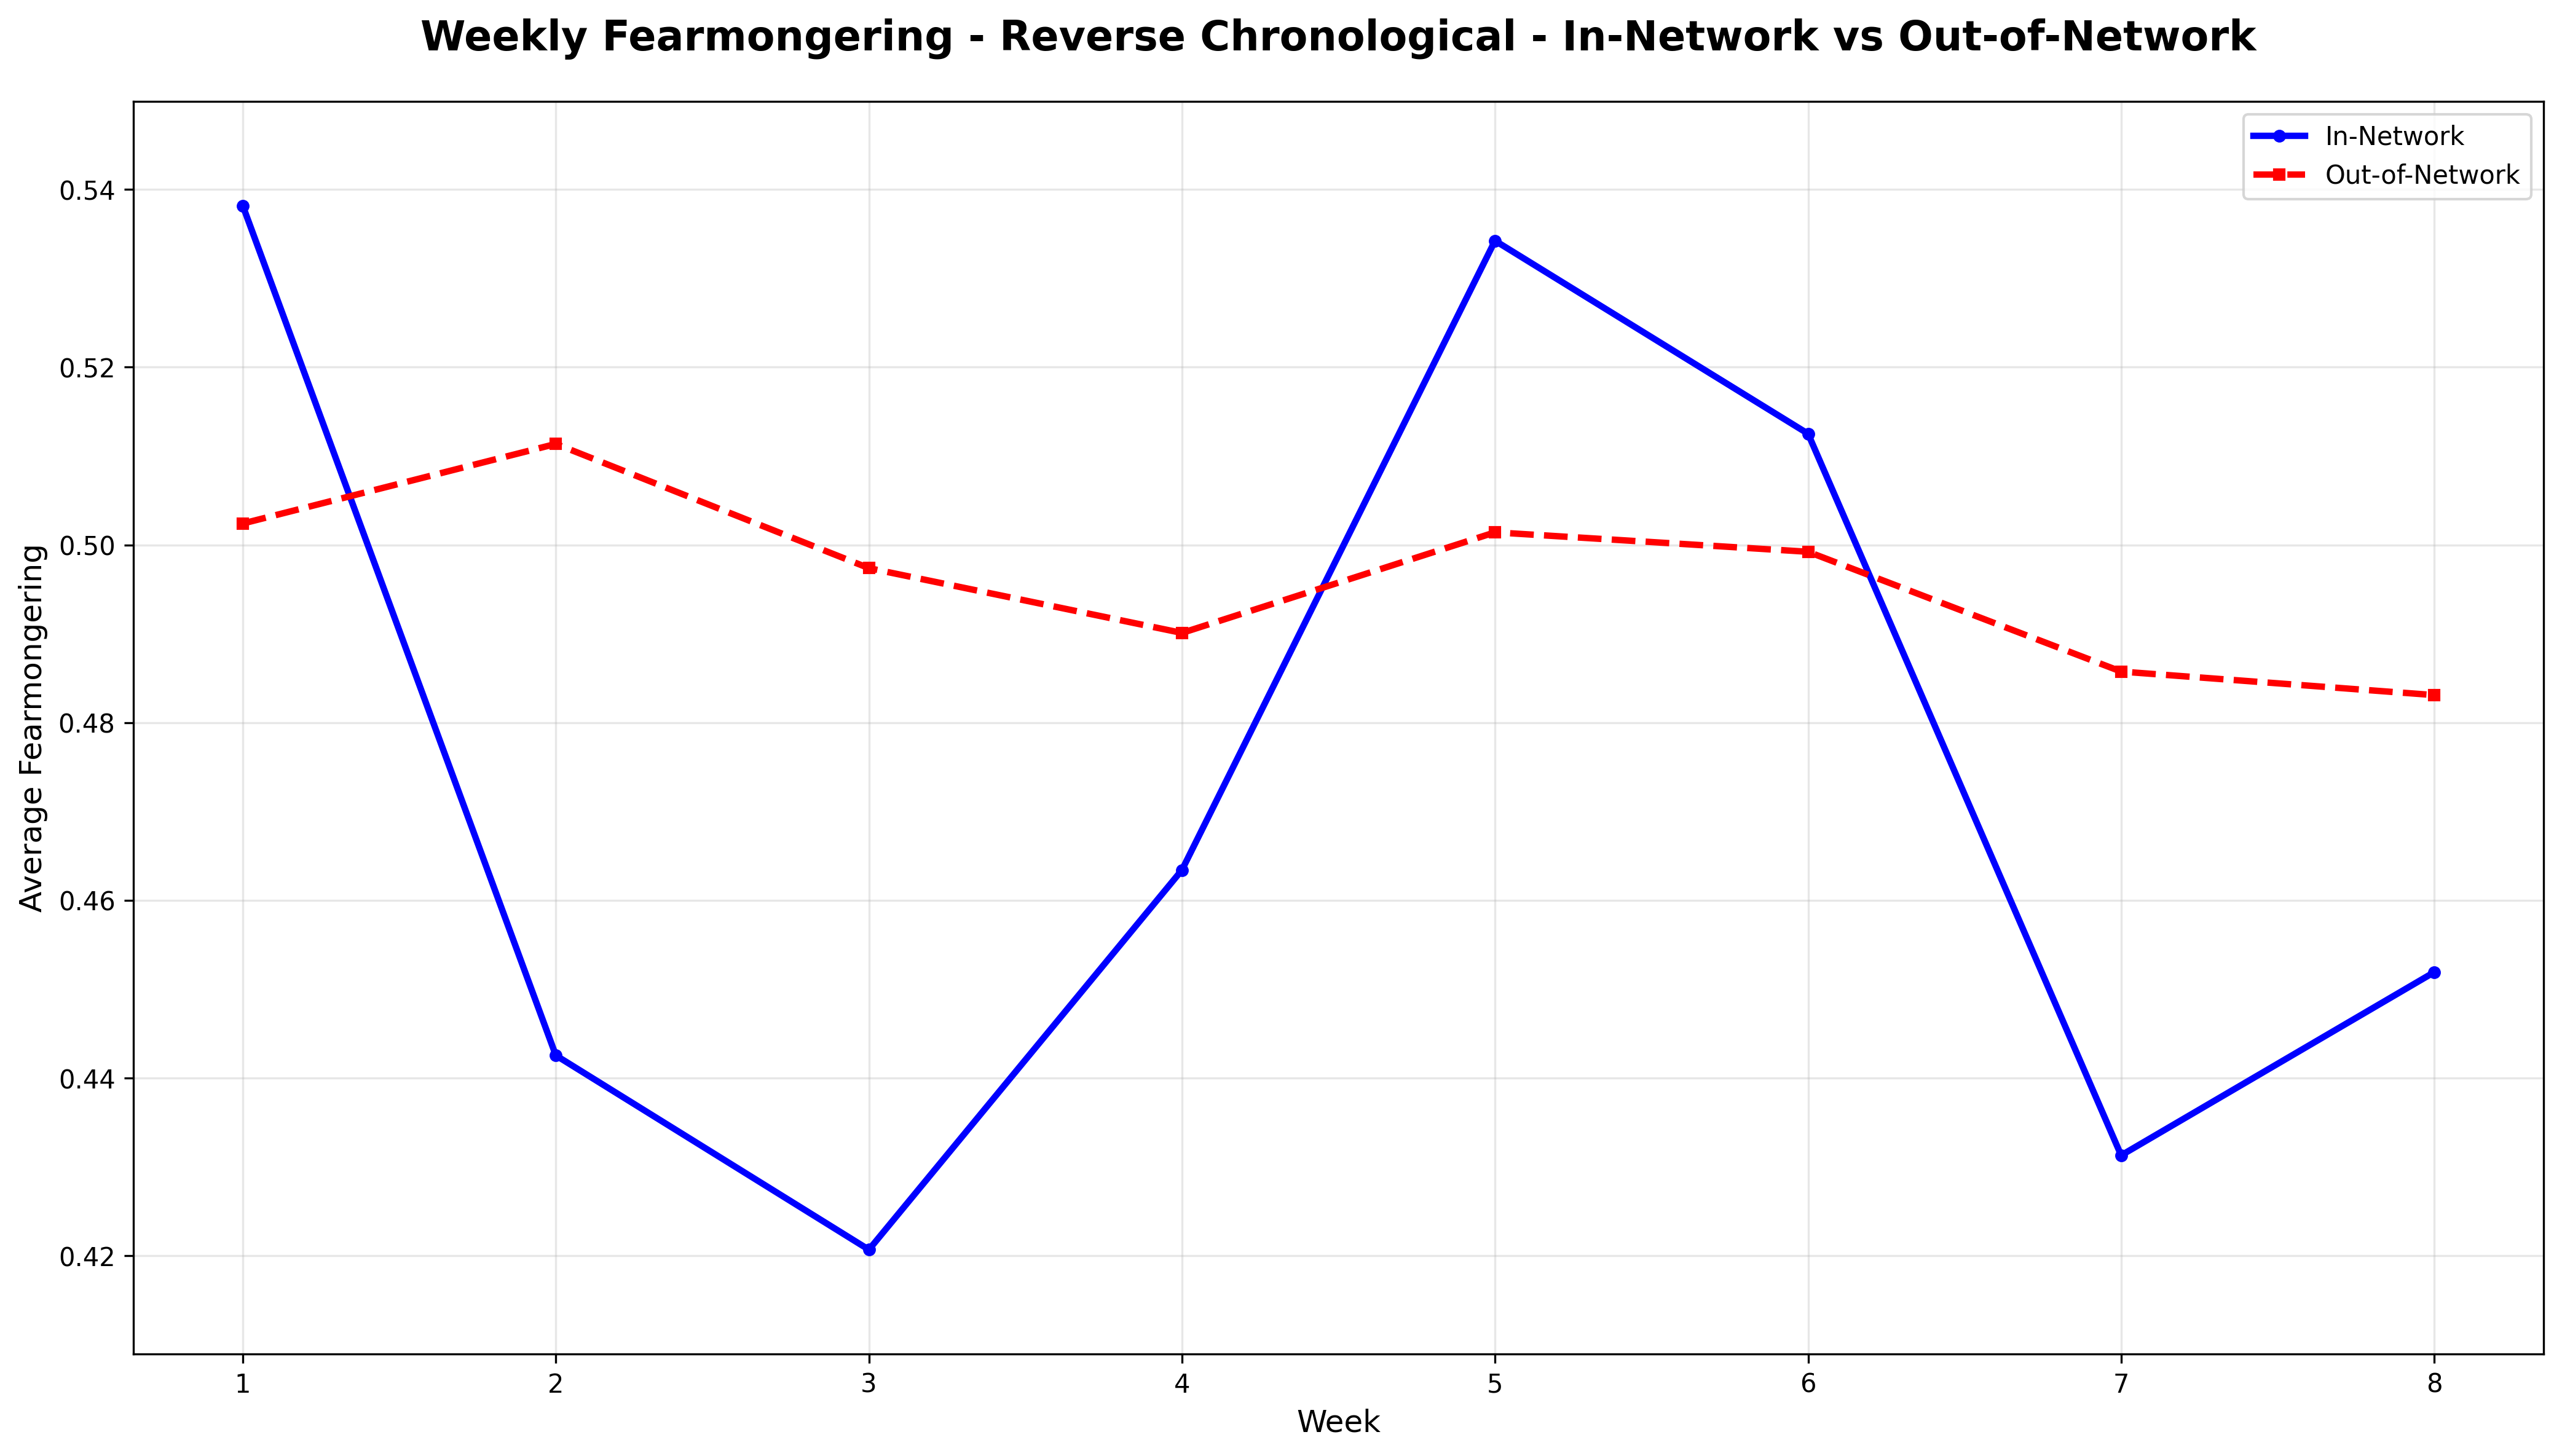 Weekly Fearmongering - Reverse Chronological - In-Network vs Out-of-Network
In-Network
Out-of-Network
Average Fearmongering
0.54
0.52
0.50
0.48
0.46
0.44
0.42
1 2 3 4 5 6 7 8
Week